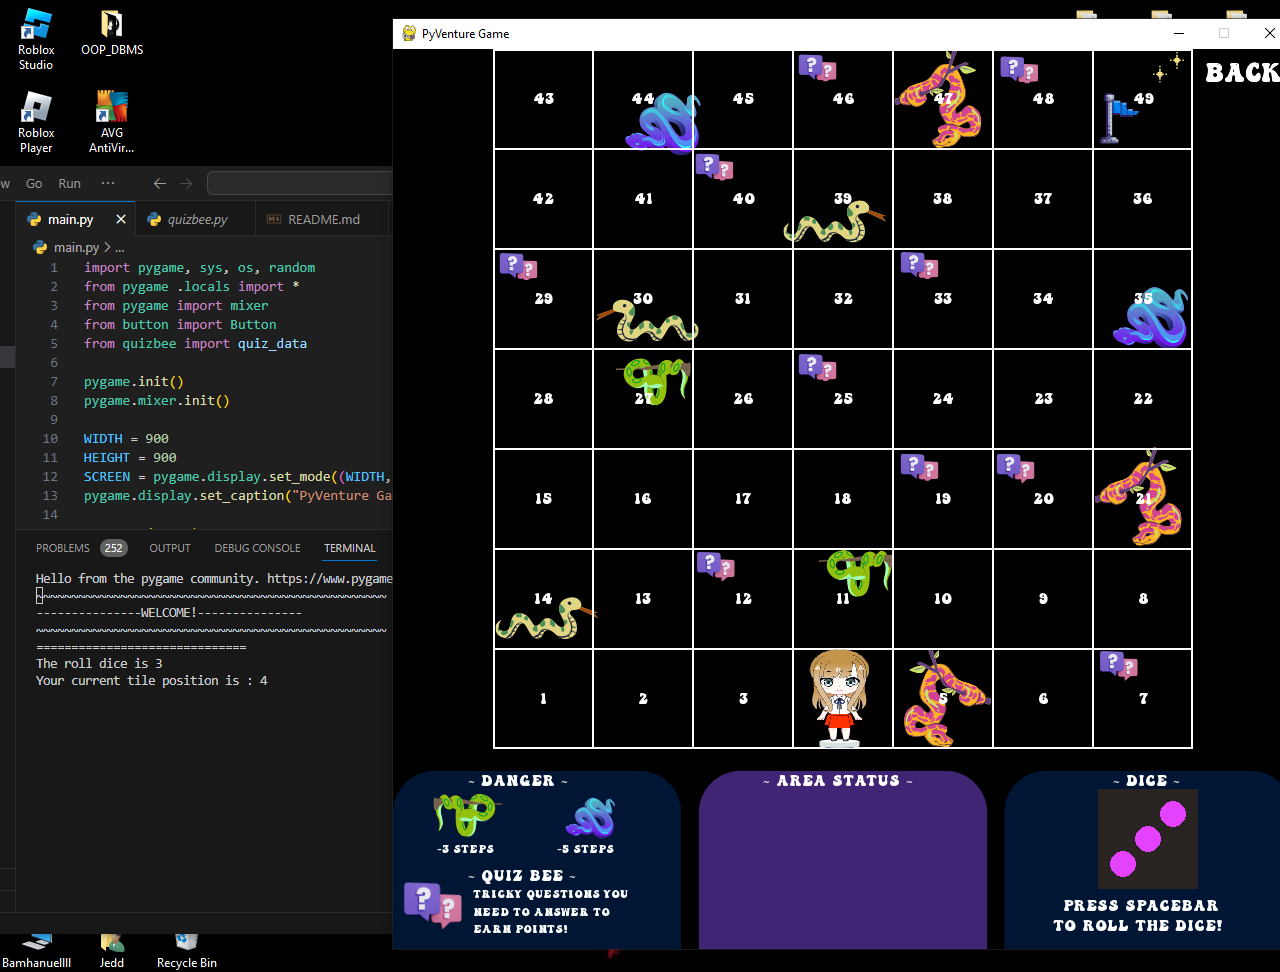 Roblox Studio
OOP_DBMS
Roblox Player
AVG AntiVir...
w Go Run ...
main.py
quizbee.py
README.md
main.py > ...
1 import pygame, sys, os, random
2 from pygame .locals import *
3 from pygame import mixer
4 from button import Button
5 from quizbee import quiz_data
6
7 pygame.init()
8 pygame.mixer.init()
9
10 WIDTH = 900
11 HEIGHT = 900
12 SCREEN = pygame.display.set_mode((WIDTH,
13 pygame.display.set_caption("PyVenture Ga
14
PROBLEMS 252 OUTPUT DEBUG CONSOLE TERMINAL
Hello from the pygame community. https://www.pygame
~~~~~~~~~~~~~~~~~~~~~~~~~~~~~~~~~~~~~~~~~~~~~~~~~~
---------------WELCOME!---------------
~~~~~~~~~~~~~~~~~~~~~~~~~~~~~~~~~~~~~~~~~~~~~~~~~~
==============================
The roll dice is 3
Your current tile position is : 4
Bamhanuellll
Jedd
Recycle Bin
PyVenture Game
BACK
43 44 45 46 47 48 49
42 41 40 39 38 37 36
29 30 31 32 33 34 35
28 27 26 25 24 23 22
15 16 17 18 19 20 21
14 13 12 11 10 9 8
1 2 3 5 6 7
~ DANGER ~
-3 STEPS
-5 STEPS
~ QUIZ BEE ~
TRICKY QUESTIONS YOU
NEED TO ANSWER TO
EARN POINTS!
~ AREA STATUS ~
~ DICE ~
PRESS SPACEBAR
TO ROLL THE DICE!